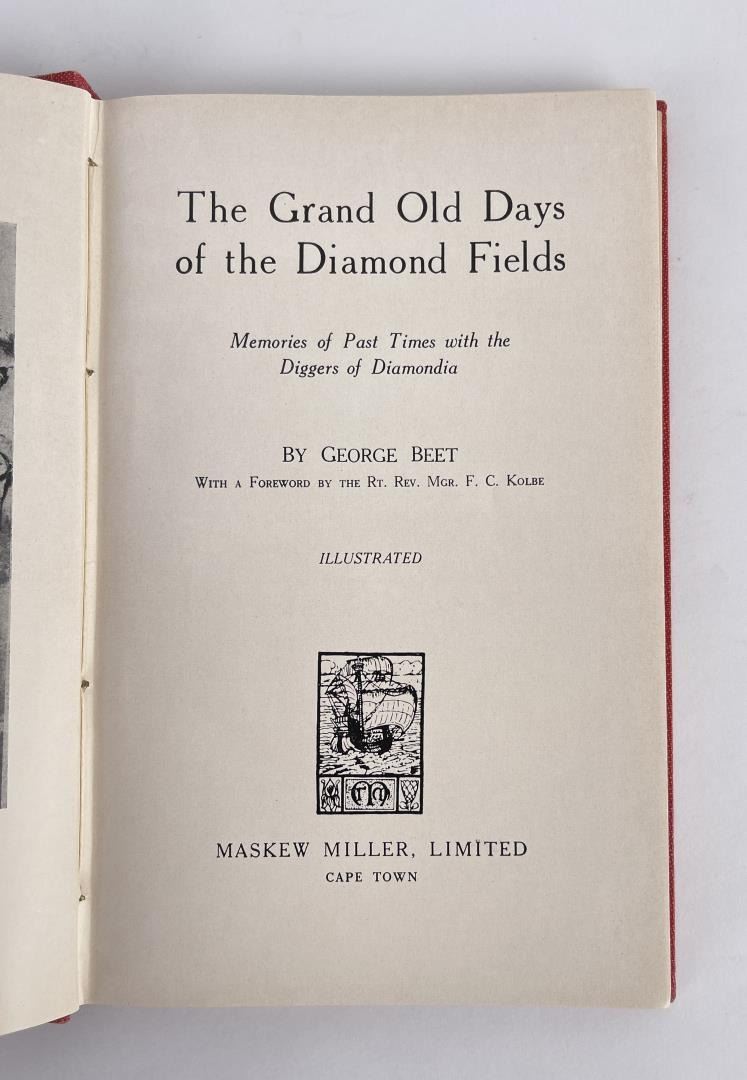 The Grand Old Days
of the Diamond Fields
Memories of Past Times with the
Diggers of Diamondia
BY GEORGE BEET
WITH A FOREWORD BY THE RT. REV. MGR. F. C. KOLBE
ILLUSTRATED
MASKEW MILLER, LIMITED
CAPE TOWN